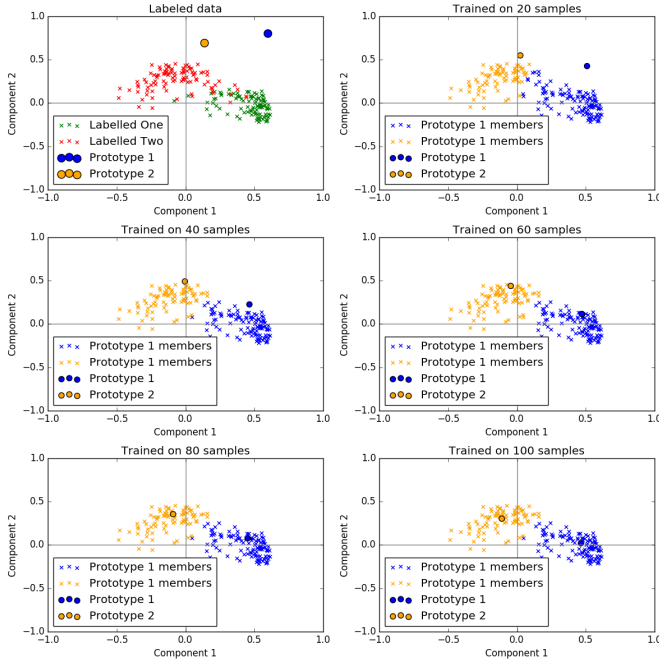 Labeled data
1.0
0.5
0.0
−0.5
−1.0
Component 2
Labelled One
Labelled Two
Prototype 1
Prototype 2
−1.0 −0.5 0.0 0.5 1.0
Component 1
Trained on 20 samples
1.0
0.5
0.0
−0.5
−1.0
Component 2
Prototype 1 members
Prototype 1 members
Prototype 1
Prototype 2
−1.0 −0.5 0.0 0.5 1.0
Component 1
Trained on 40 samples
1.0
0.5
0.0
−0.5
−1.0
Component 2
Prototype 1 members
Prototype 1 members
Prototype 1
Prototype 2
−1.0 −0.5 0.0 0.5 1.0
Component 1
Trained on 60 samples
1.0
0.5
0.0
−0.5
−1.0
Component 2
Prototype 1 members
Prototype 1 members
Prototype 1
Prototype 2
−1.0 −0.5 0.0 0.5 1.0
Component 1
Trained on 80 samples
1.0
0.5
0.0
−0.5
−1.0
Component 2
Prototype 1 members
Prototype 1 members
Prototype 1
Prototype 2
−1.0 −0.5 0.0 0.5 1.0
Component 1
Trained on 100 samples
1.0
0.5
0.0
−0.5
−1.0
Component 2
Prototype 1 members
Prototype 1 members
Prototype 1
Prototype 2
−1.0 −0.5 0.0 0.5 1.0
Component 1